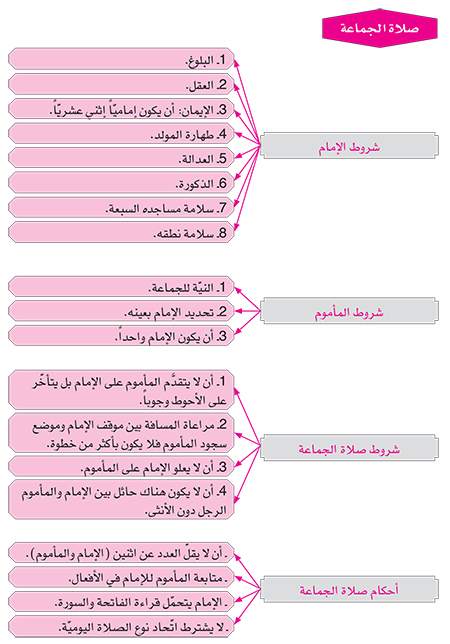 صلاة الجماعة
شروط الإمام
1. البلوغ.
2. العقل.
3. الإيمان: أن يكون إماميّاً إثني عشريّاً.
4. طهارة المولد.
5. العدالة.
6. الذكورة.
7. سلامة مساجده السبعة.
8. سلامة نطقه.
شروط المأموم
1. النيّة للجماعة.
2. تحديد الإمام بعينه.
3. أن يكون الإمام واحداً.
شروط صلاة الجماعة
1. أن لا يتقدَّم المأموم على الإمام بل يتأخّر
على الأحوط وجوباً.
2. مراعاة المسافة بين موقف الإمام وموضع
سجود المأموم فلا يكون بأكثر من خطوة.
3. أن لا يعلو الإمام على المأموم.
4. أن لا يكون هناك حائل بين الإمام والمأموم
الرجل دون الأنثى.
أحكام صلاة الجماعة
. أن لا يقلّ العدد عن اثنين (الإمام والمأموم).
. متابعة المأموم للإمام في الأفعال.
. الإمام يتحمّل قراءة الفاتحة والسورة.
. لا يشترط اتّحاد نوع الصلاة اليوميّة.